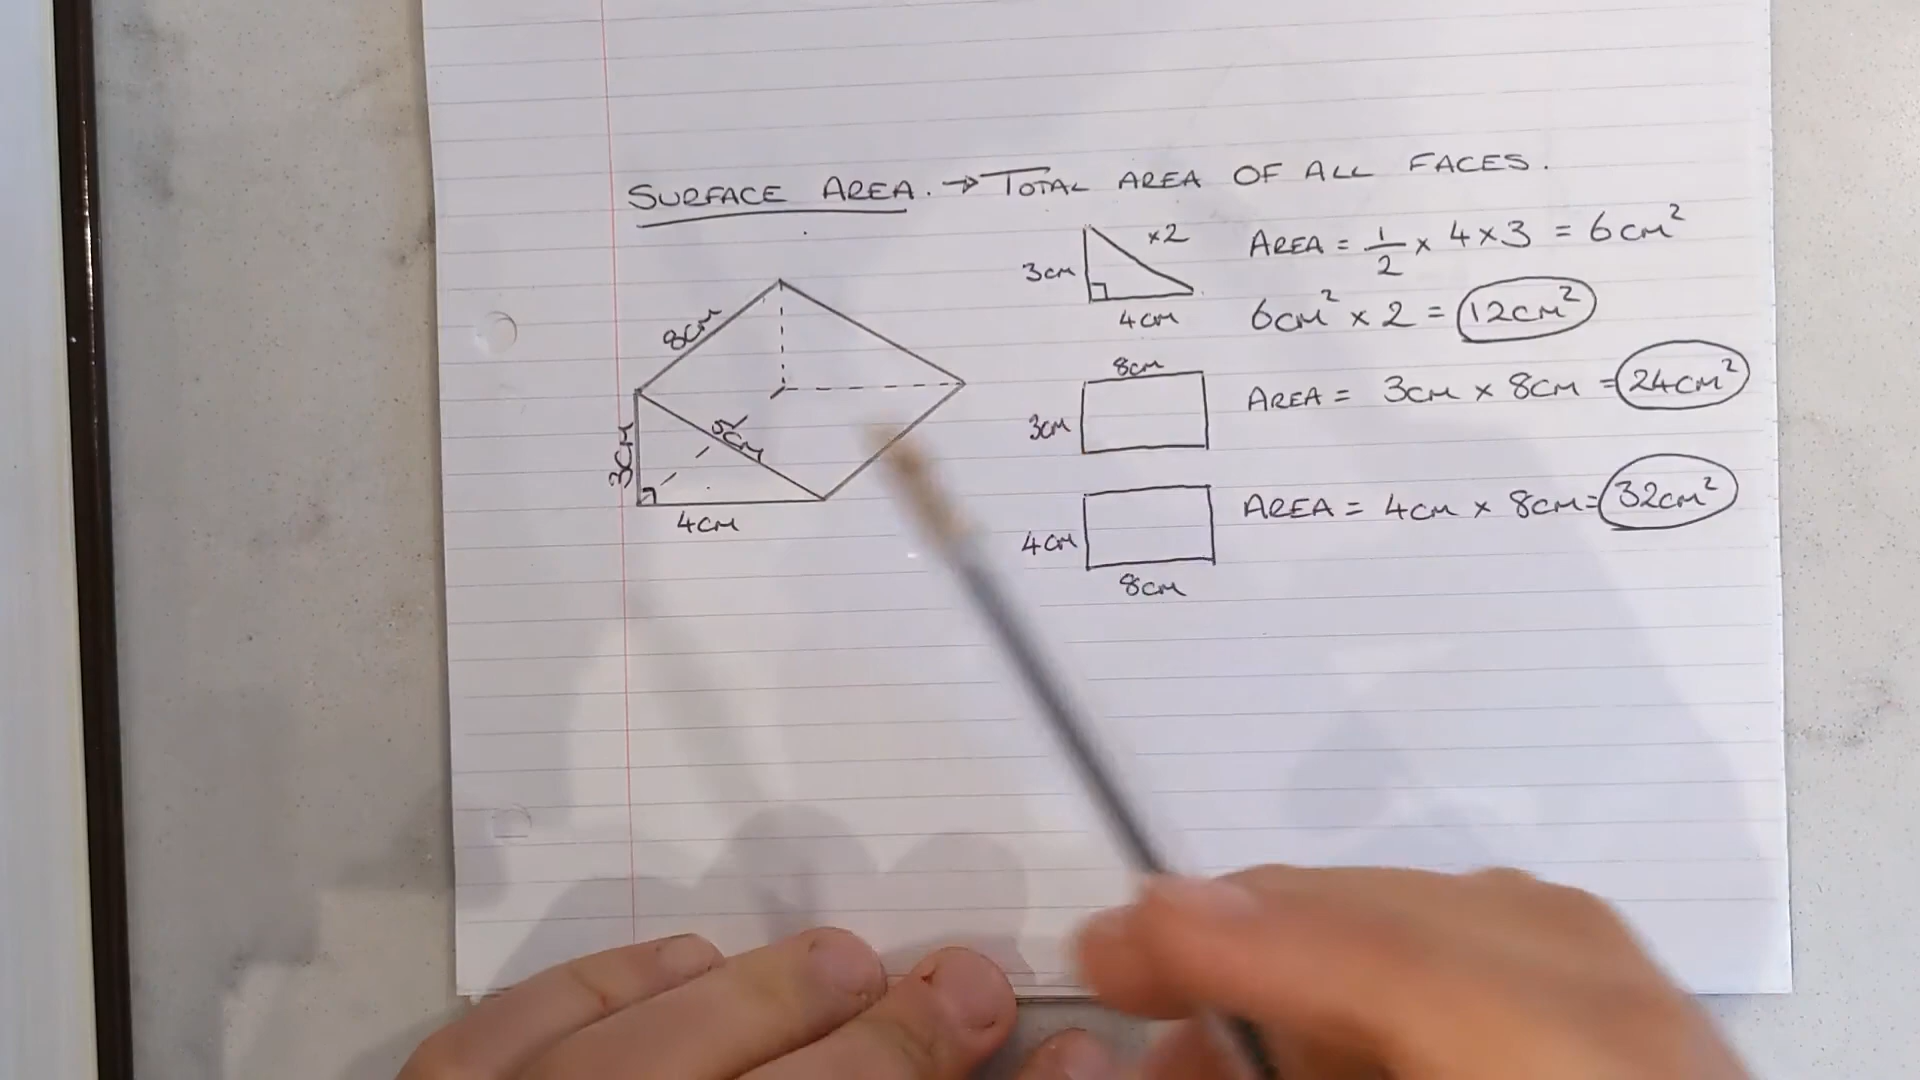 SURFACE AREA. → TOTAL AREA OF ALL FACES.
8cm
3cm
5cm
4cm
×2
3cm
4cm
AREA = 1/2 × 4 × 3 = 6cm²
6cm² × 2 = 12cm²
8cm
3cm
AREA = 3cm × 8cm = 24cm²
4cm
8cm
AREA = 4cm × 8cm = 32cm²